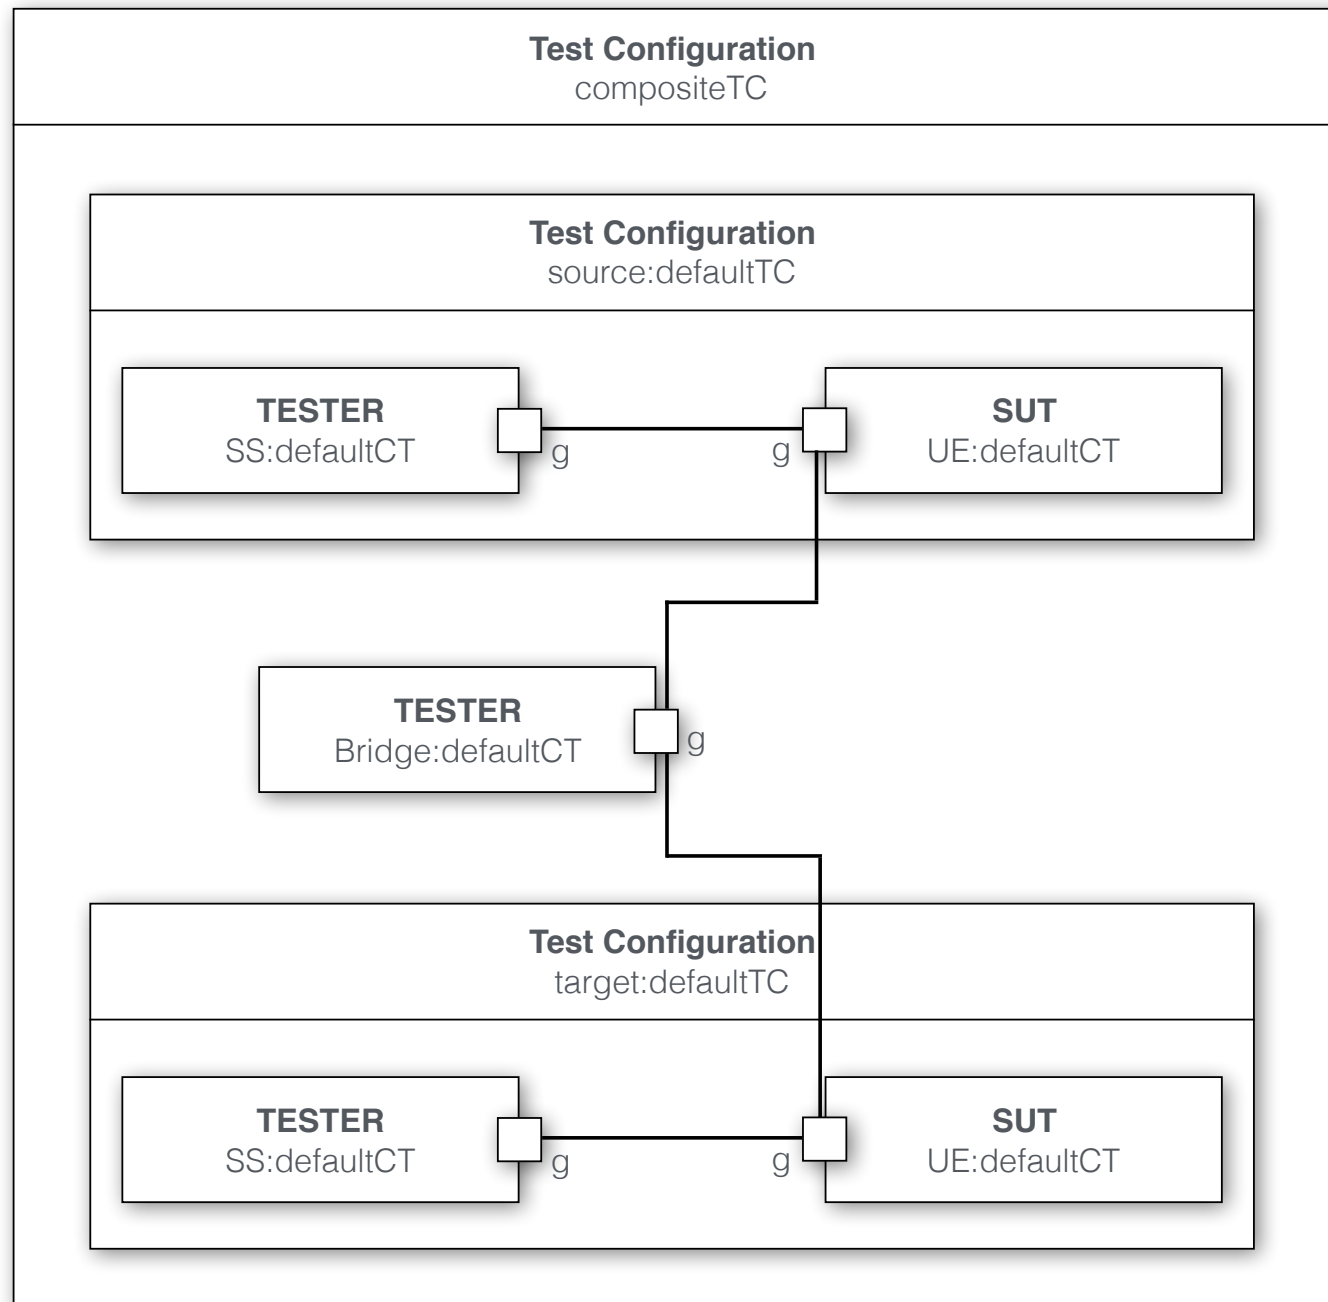 Test Configuration
compositeTC
Test Configuration
source:defaultTC
TESTER
SS:defaultCT
g
g
SUT
UE:defaultCT
TESTER
Bridge:defaultCT
g
Test Configuration
target:defaultTC
TESTER
SS:defaultCT
g
g
SUT
UE:defaultCT